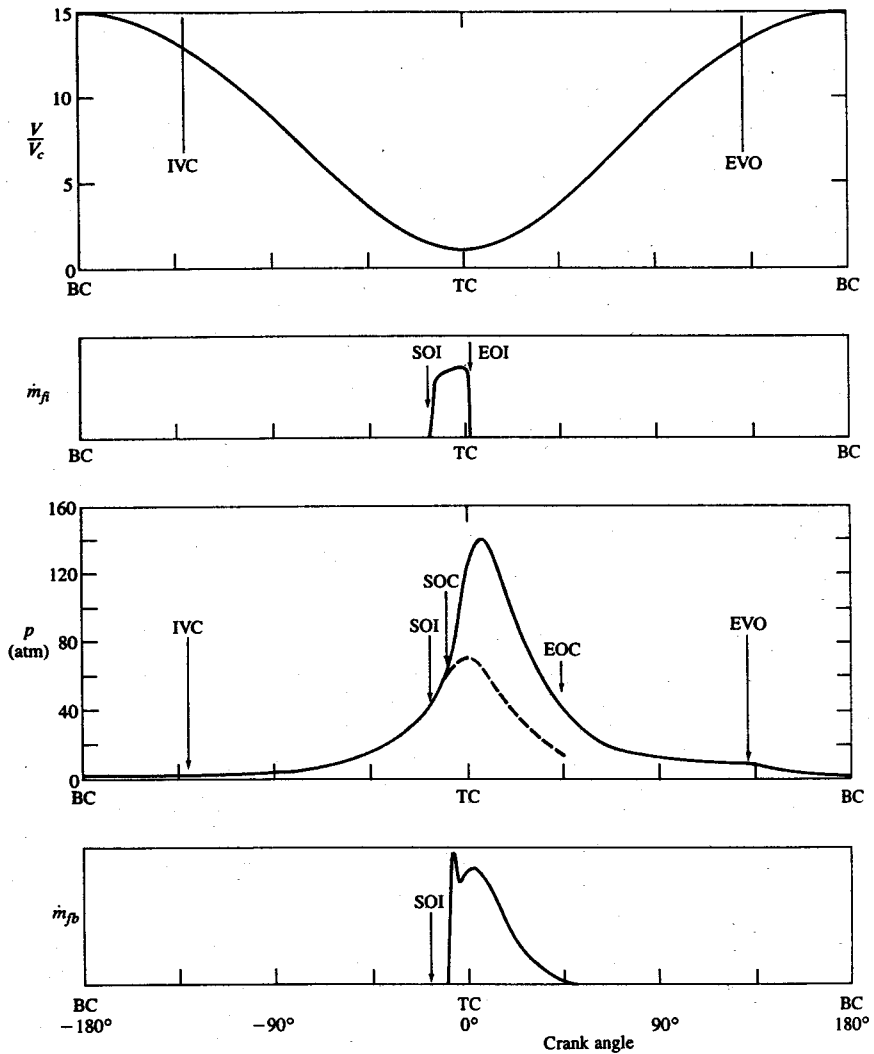 15
10
V
V_c
5
0
IVC
EVO
BC
TC
BC
SOI
EOI
ṁ_fi
BC
TC
BC
160
120
p
(atm)
80
40
0
IVC
SOC
SOI
EOC
EVO
BC
TC
BC
ṁ_fb
SOI
BC
TC
BC
−180°
−90°
0°
90°
180°
Crank angle